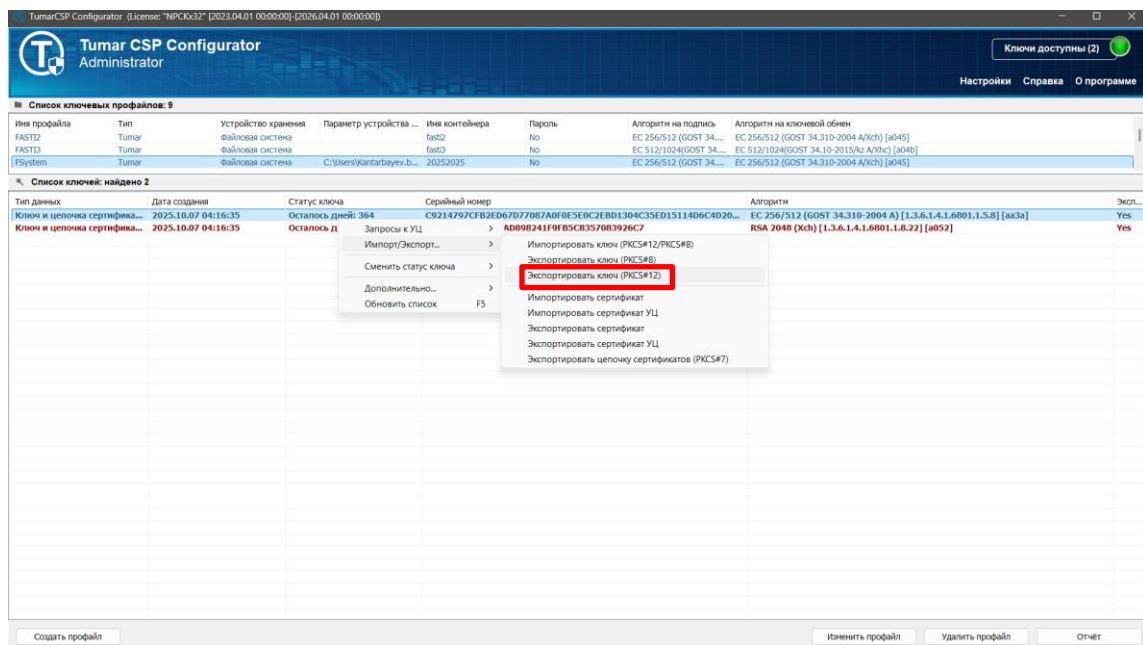 TumarCSP Configurator (License: "NPCKx32" [2023.04.01 00:00:00]-[2026.04.01 00:00:00])
Tumar CSP Configurator
Administrator
Ключи доступны (2)
Настройки Справка О программе
Список ключевых профайлов: 9
Имя профайла Тип Устройство хранения Параметр устройства ... Имя контейнера Пароль Алгоритм на подпись Алгоритм на ключевой обмен
FASTI2 Tumar Файловая система fasti2 No EC 256/512 (GOST 34.... EC 256/512 (GOST 34.310-2004 A/Xch) [a045]
FASTI3 Tumar Файловая система fasti3 No EC 512/1024(GOST 34.... EC 512/1024(GOST 34.10-2015/kz A/Xhc) [a04b]
FSystem Tumar Файловая система C:\Users\Kantarbayev.b... 20252025 No EC 256/512 (GOST 34.... EC 256/512 (GOST 34.310-2004 A/Xch) [a045]
Список ключей: найдено 2
Тип данных Дата создания Статус ключа Серийный номер Алгоритм Эксп...
Ключ и цепочка сертифика... 2025.10.07 04:16:35 Осталось дней: 364 C9214797CFB2ED67D77087A0F0E5E0C2EBD1304C35ED15114D6C4D20... EC 256/512 (GOST 34.310-2004 A) [1.3.6.1.4.1.6801.1.5.8] [aa3a] Yes
Ключ и цепочка сертифика... 2025.10.07 04:16:35 Осталось д AD898241F9FB5C8357083926C7 RSA 2048 (Xch) [1.3.6.1.4.1.6801.1.8.22] [a052] Yes
Запросы к УЦ
Импорт/Экспорт...
Сменить статус ключа
Дополнительно...
Обновить список F5
Импортировать ключ (PKCS#12/PKCS#8)
Экспортировать ключ (PKCS#8)
Экспортировать ключ (PKCS#12)
Импортировать сертификат
Импортировать сертификат УЦ
Экспортировать сертификат
Экспортировать сертификат УЦ
Экспортировать цепочку сертификатов (PKCS#7)
Создать профайл Изменить профайл Удалить профайл Отчёт